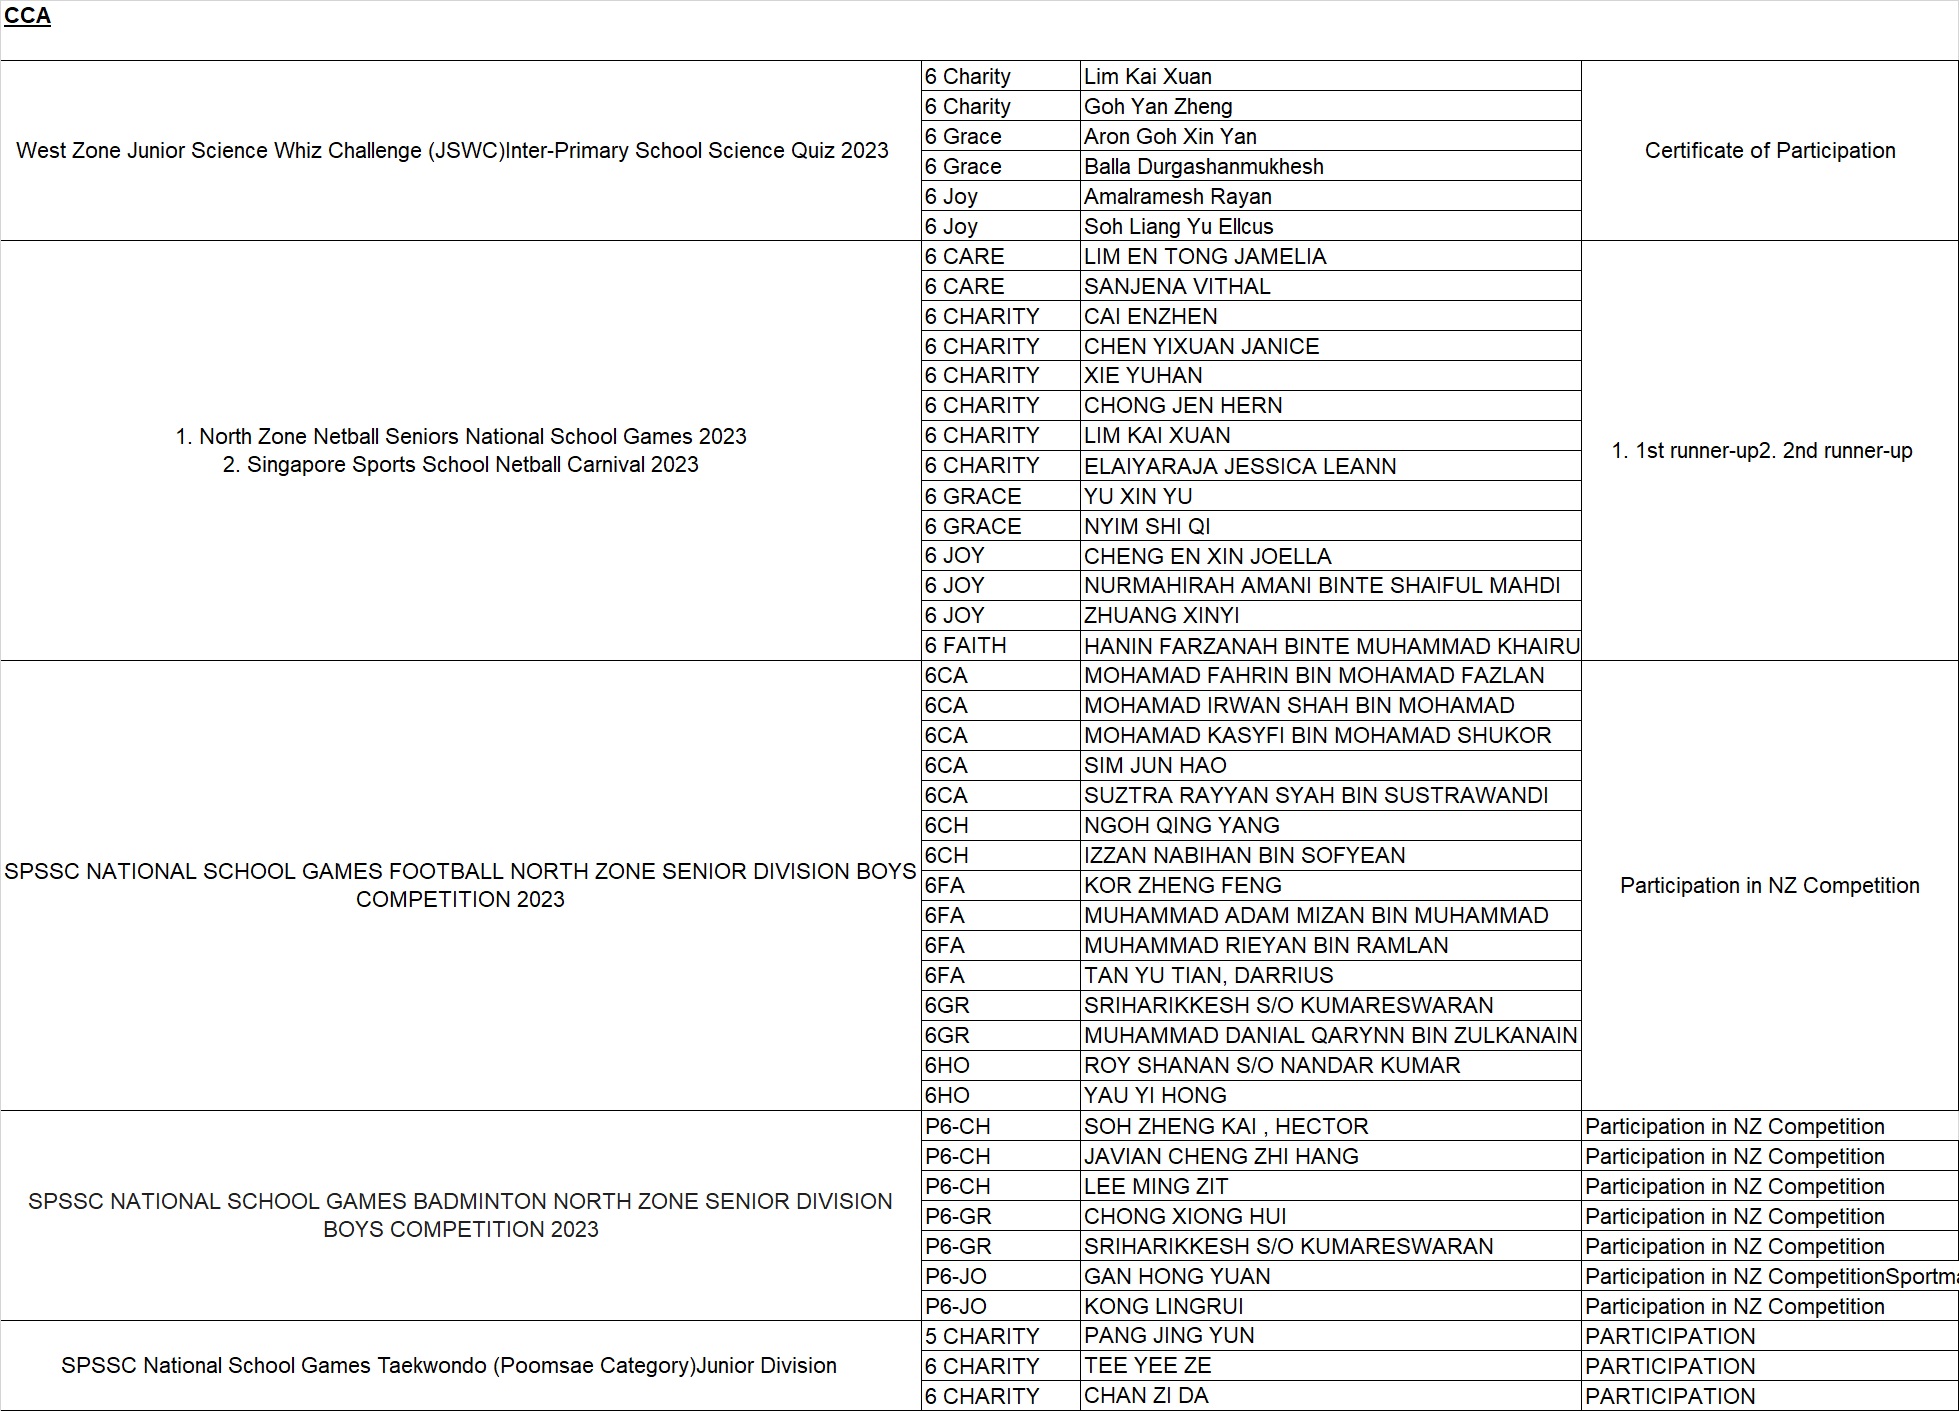 CCA
West Zone Junior Science Whiz Challenge (JSWC)Inter-Primary School Science Quiz 2023
6 Charity Lim Kai Xuan
6 Charity Goh Yan Zheng
6 Grace Aron Goh Xin Yan
6 Grace Balla Durgashanmukhesh
6 Joy Amalramesh Rayan
6 Joy Soh Liang Yu Ellcus
Certificate of Participation
1. North Zone Netball Seniors National School Games 2023
2. Singapore Sports School Netball Carnival 2023
6 CARE LIM EN TONG JAMELIA
6 CARE SANJENA VITHAL
6 CHARITY CAI ENZHEN
6 CHARITY CHEN YIXUAN JANICE
6 CHARITY XIE YUHAN
6 CHARITY CHONG JEN HERN
6 CHARITY LIM KAI XUAN
6 CHARITY ELAIYARAJA JESSICA LEANN
6 GRACE YU XIN YU
6 GRACE NYIM SHI QI
6 JOY CHENG EN XIN JOELLA
6 JOY NURMAHIRAH AMANI BINTE SHAIFUL MAHDI
6 JOY ZHUANG XINYI
6 FAITH HANIN FARZANAH BINTE MUHAMMAD KHAIRU
1. 1st runner-up2. 2nd runner-up
SPSSC NATIONAL SCHOOL GAMES FOOTBALL NORTH ZONE SENIOR DIVISION BOYS
COMPETITION 2023
6CA MOHAMAD FAHRIN BIN MOHAMAD FAZLAN
6CA MOHAMAD IRWAN SHAH BIN MOHAMAD
6CA MOHAMAD KASYFI BIN MOHAMAD SHUKOR
6CA SIM JUN HAO
6CA SUZTRA RAYYAN SYAH BIN SUSTRAWANDI
6CH NGOH QING YANG
6CH IZZAN NABIHAN BIN SOFYEAN
6FA KOR ZHENG FENG
6FA MUHAMMAD ADAM MIZAN BIN MUHAMMAD
6FA MUHAMMAD RIEYAN BIN RAMLAN
6FA TAN YU TIAN, DARRIUS
6GR SRIHARIKKESH S/O KUMARESWARAN
6GR MUHAMMAD DANIAL QARYNN BIN ZULKANAIN
6HO ROY SHANAN S/O NANDAR KUMAR
6HO YAU YI HONG
Participation in NZ Competition
SPSSC NATIONAL SCHOOL GAMES BADMINTON NORTH ZONE SENIOR DIVISION
BOYS COMPETITION 2023
P6-CH SOH ZHENG KAI , HECTOR Participation in NZ Competition
P6-CH JAVIAN CHENG ZHI HANG Participation in NZ Competition
P6-CH LEE MING ZIT Participation in NZ Competition
P6-GR CHONG XIONG HUI Participation in NZ Competition
P6-GR SRIHARIKKESH S/O KUMARESWARAN Participation in NZ Competition
P6-JO GAN HONG YUAN Participation in NZ CompetitionSportma
P6-JO KONG LINGRUI Participation in NZ Competition
SPSSC National School Games Taekwondo (Poomsae Category)Junior Division
5 CHARITY PANG JING YUN PARTICIPATION
6 CHARITY TEE YEE ZE PARTICIPATION
6 CHARITY CHAN ZI DA PARTICIPATION